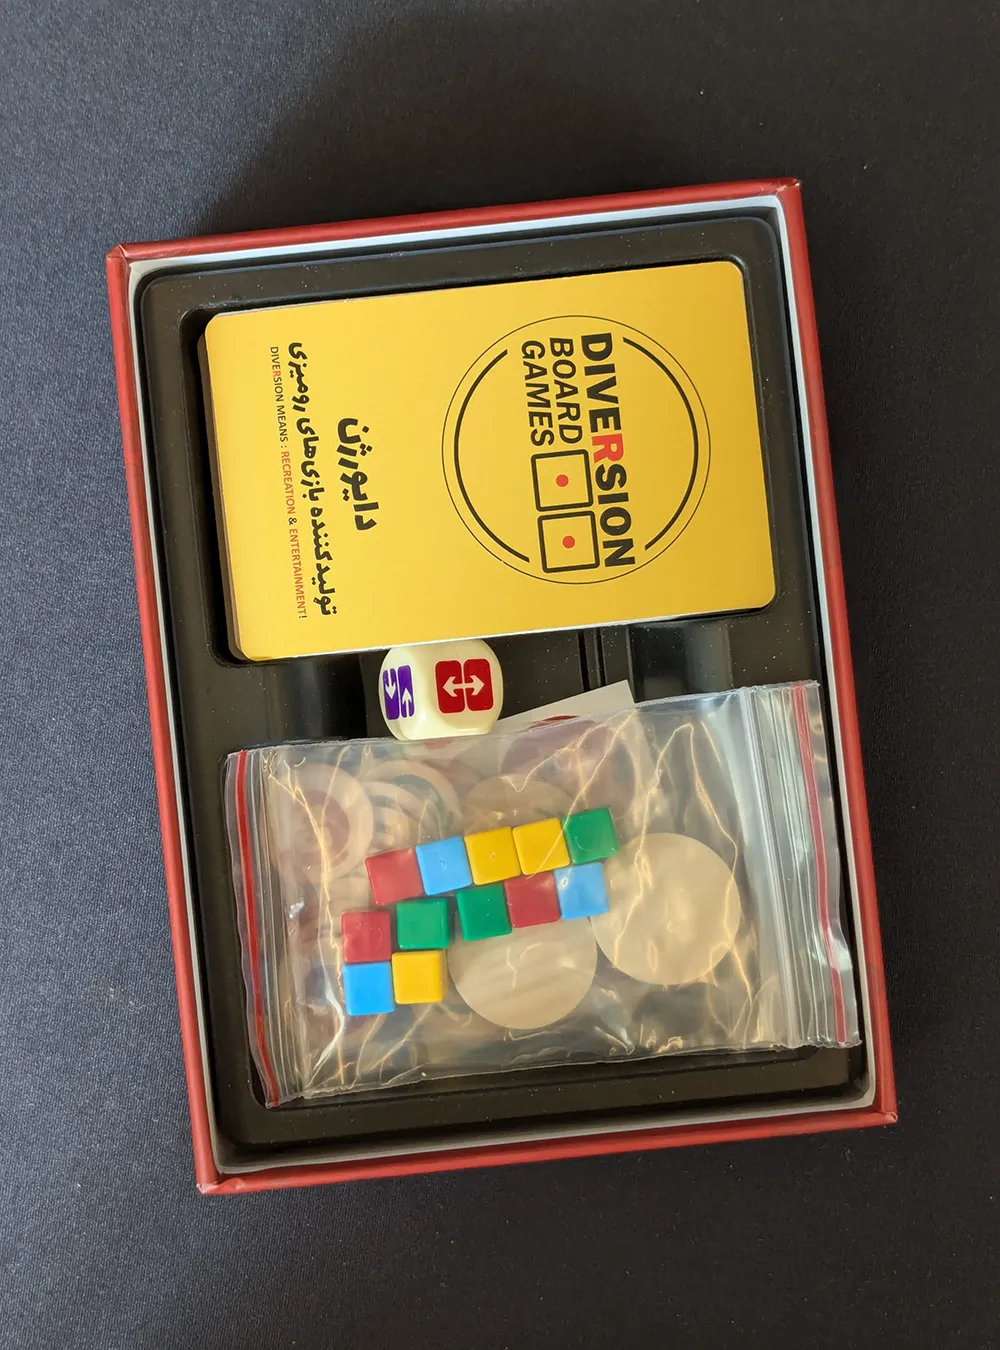 DIVERSION
BOARD
GAMES
دایورژن
تولیدکننده بازی‌های رومیزی
DIVERSION MEANS : RECREATION & ENTERTAINMENT!